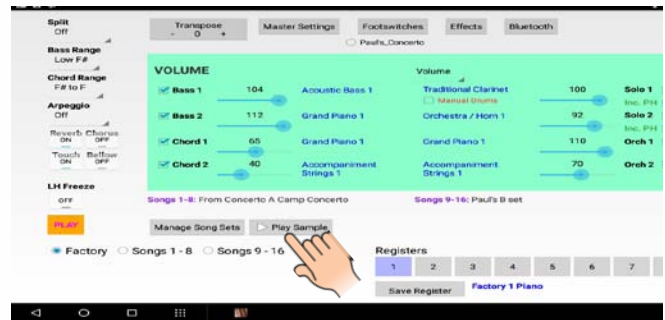 Split
Off
Bass Range
Low F#
Chord Range
F# to F
Arpeggio
Off
Reverb Chorus
ON OFF
Touch Bellow
ON OFF
LH Freeze
OFF
PLAY
Transpose
- 0 +
Master Settings
Footswitches
Effects
Bluetooth
Paul's_Concerto
VOLUME
Volume
Bass 1 104 Acoustic Bass 1 Traditional Clarinet 100 Solo 1
Manual Drums Inc. PH
Bass 2 112 Grand Piano 1 Orchestra / Horn 1 92 Solo 2
Inc. PH
Chord 1 65 Grand Piano 1 Grand Piano 1 110 Orch 1
Chord 2 40 Accompaniment Strings 1 Accompaniment Strings 1 70 Orch 2
Songs 1-8: From Concerto A Camp Concerto
Songs 9-16: Paul's B set
Manage Song Sets
Play Sample
Factory Songs 1 - 8 Songs 9 - 16
Registers
1 2 3 4 5 6 7
Save Register
Factory 1 Piano